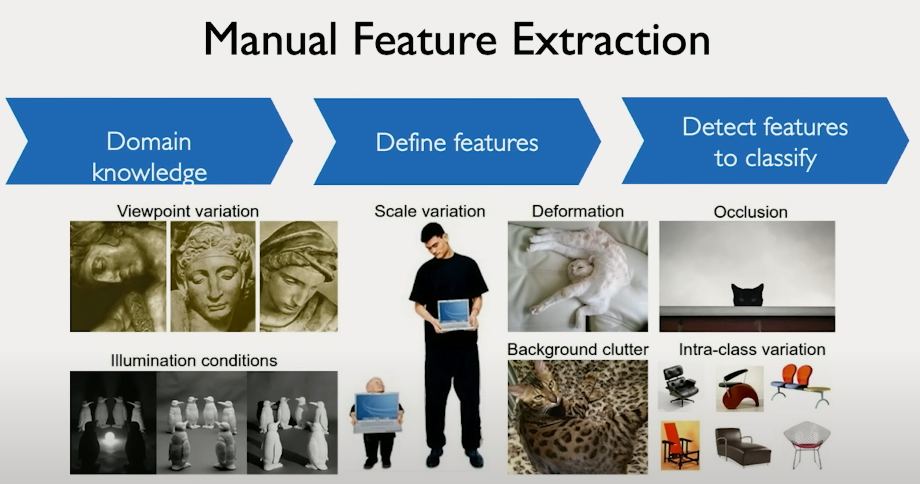 Manual Feature Extraction
Domain
knowledge
Define features
Detect features
to classify
Viewpoint variation
Scale variation
Deformation
Occlusion
Illumination conditions
Background clutter
Intra-class variation